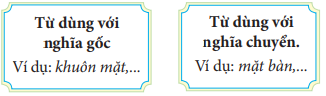 Từ dùng với
nghĩa gốc
Ví dụ: khuôn mặt,...
Từ dùng với
nghĩa chuyển.
Ví dụ: mặt bàn,...